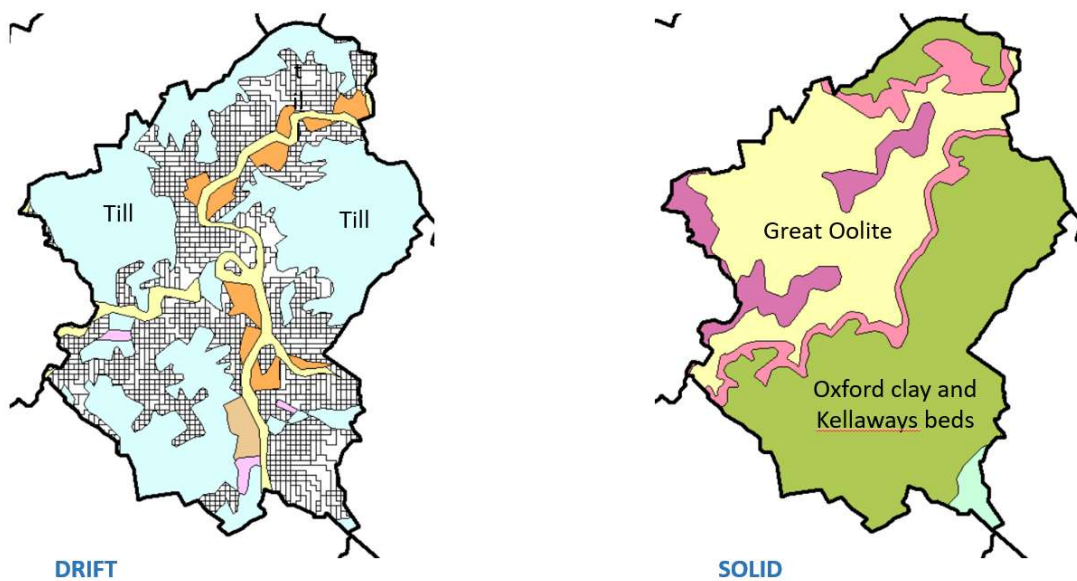 Till
Till
DRIFT
Great Oolite
Oxford clay and
Kellaways beds
SOLID